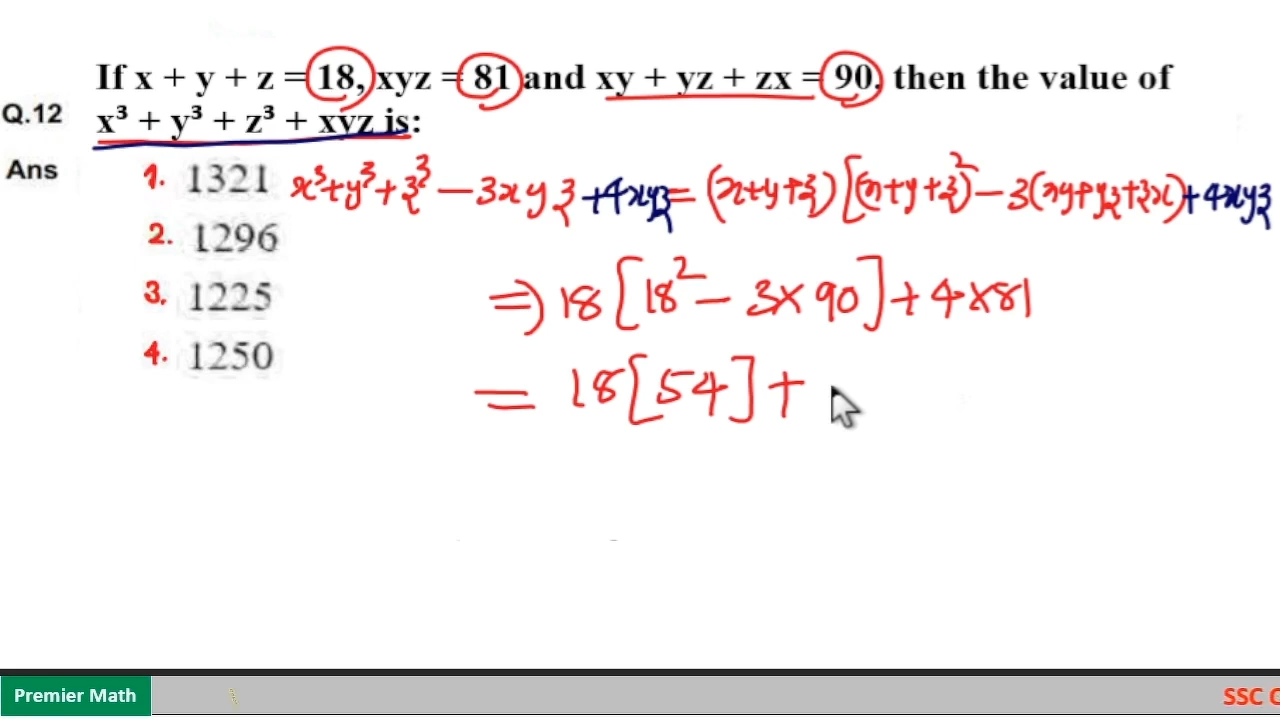 If x + y + z = 18, xyz = 81 and xy + yz + zx = 90, then the value of
Q.12 x³ + y³ + z³ + xyz is:
Ans 1. 1321 x³+y³+z³ - 3xyz + 4xyz = (x+y+z) [(x+y+z)² - 3(xy+yz+zx) + 4xyz
2. 1296
3. 1225 ⇒ 18 [18² - 3×90] + 4×81
4. 1250
= 18[54] +
Premier Math
SSC C